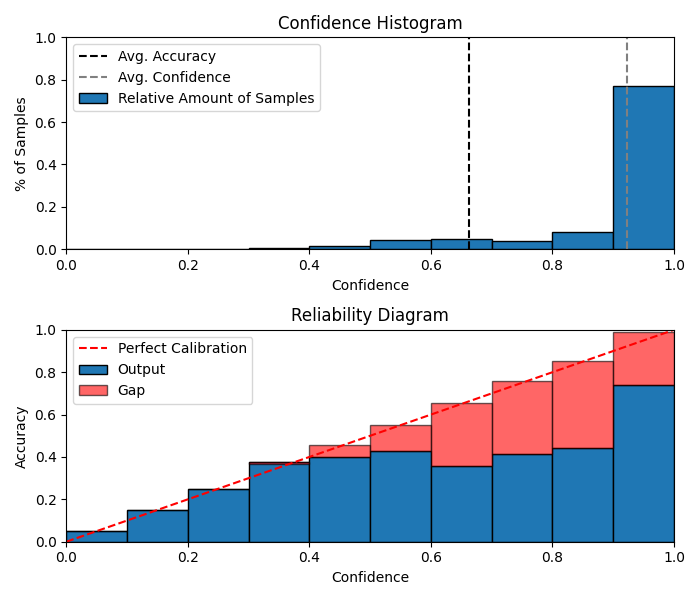 Confidence Histogram
1.0
0.8
0.6
0.4
0.2
0.0
% of Samples
Avg. Accuracy
Avg. Confidence
Relative Amount of Samples
0.0 0.2 0.4 0.6 0.8 1.0
Confidence
Reliability Diagram
1.0
0.8
0.6
0.4
0.2
0.0
Accuracy
Perfect Calibration
Output
Gap
0.0 0.2 0.4 0.6 0.8 1.0
Confidence